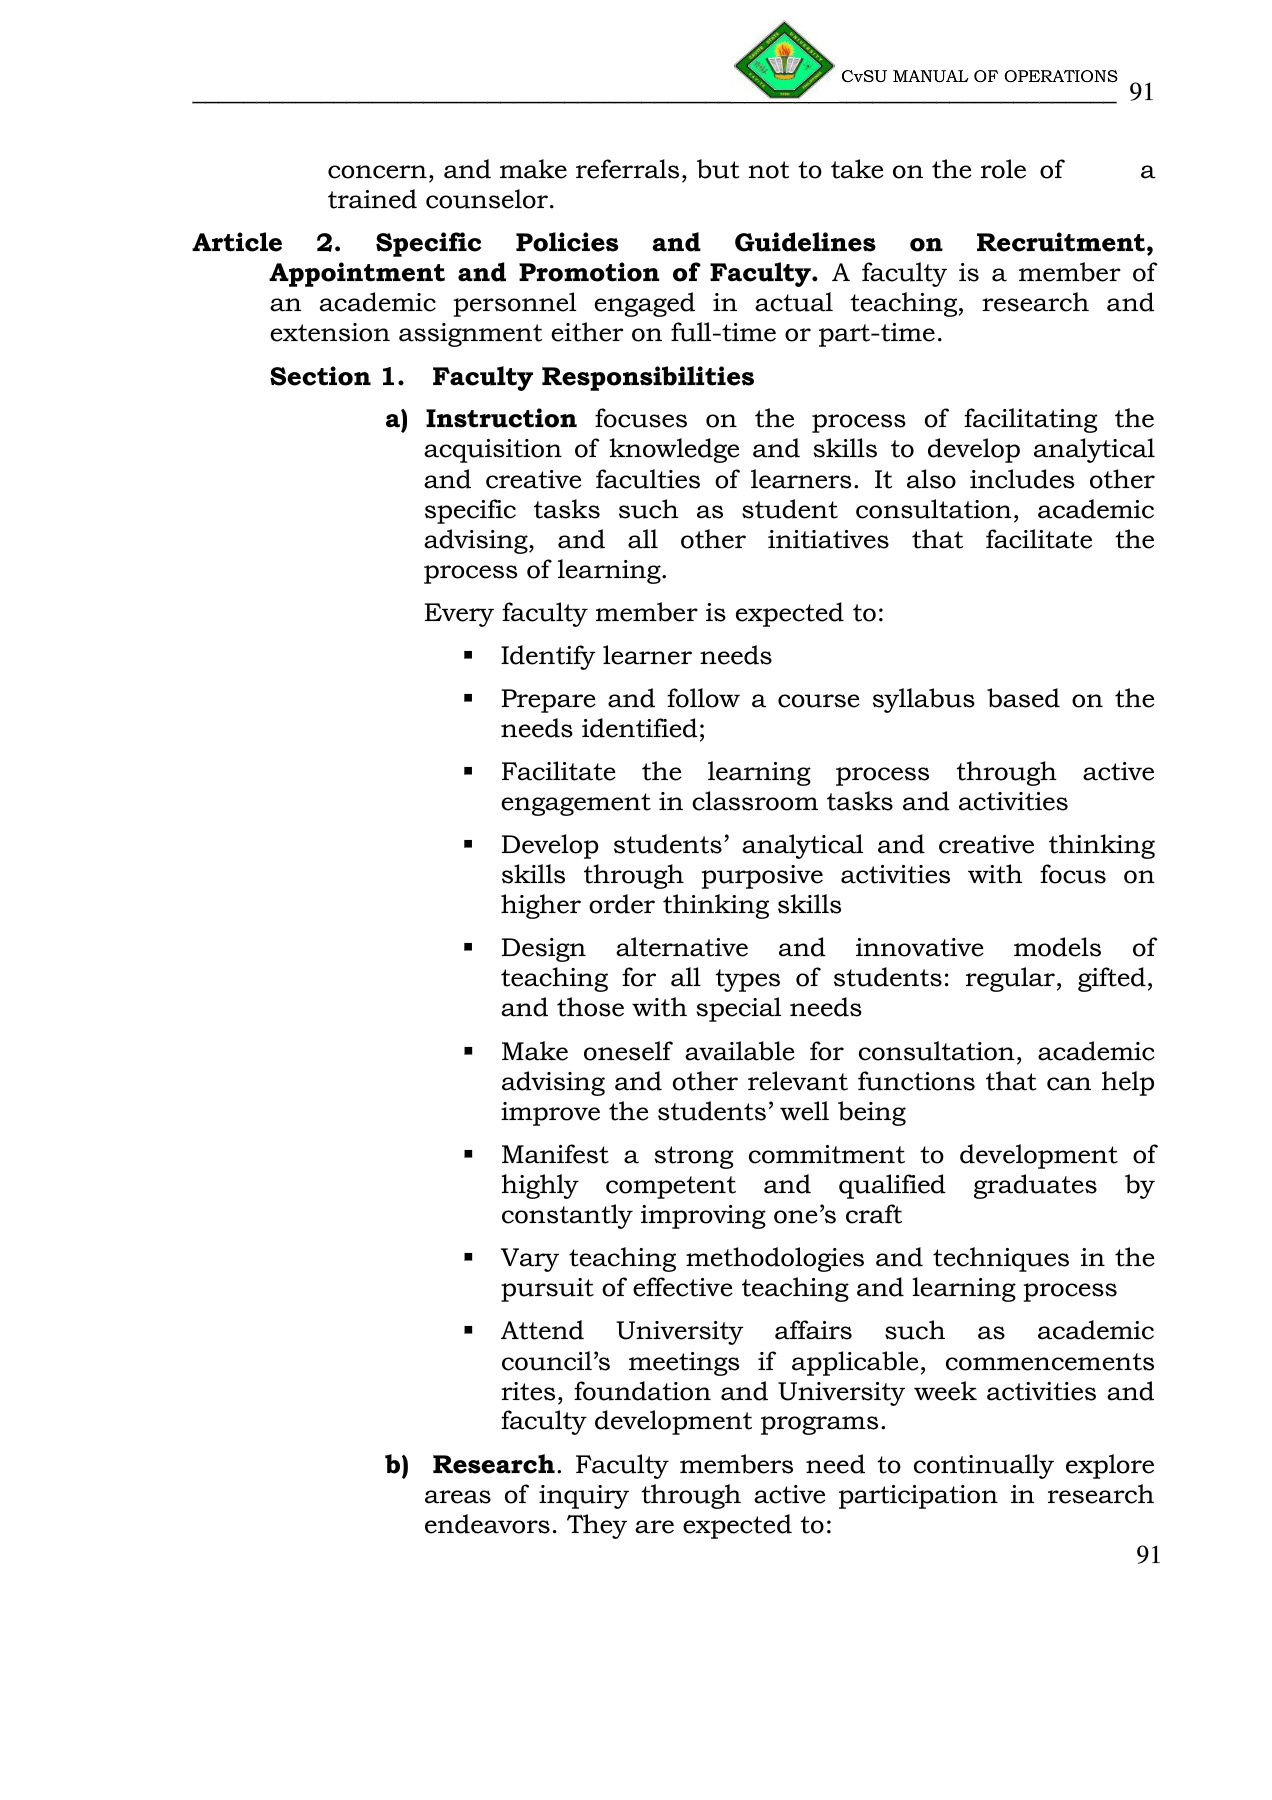 CvSU MANUAL OF OPERATIONS 91
concern, and make referrals, but not to take on the role of a
trained counselor.
Article 2. Specific Policies and Guidelines on Recruitment,
Appointment and Promotion of Faculty. A faculty is a member of
an academic personnel engaged in actual teaching, research and
extension assignment either on full-time or part-time.
Section 1. Faculty Responsibilities
a) Instruction focuses on the process of facilitating the
acquisition of knowledge and skills to develop analytical
and creative faculties of learners. It also includes other
specific tasks such as student consultation, academic
advising, and all other initiatives that facilitate the
process of learning.
Every faculty member is expected to:
▪ Identify learner needs
▪ Prepare and follow a course syllabus based on the
needs identified;
▪ Facilitate the learning process through active
engagement in classroom tasks and activities
▪ Develop students’ analytical and creative thinking
skills through purposive activities with focus on
higher order thinking skills
▪ Design alternative and innovative models of
teaching for all types of students: regular, gifted,
and those with special needs
▪ Make oneself available for consultation, academic
advising and other relevant functions that can help
improve the students’ well being
▪ Manifest a strong commitment to development of
highly competent and qualified graduates by
constantly improving one’s craft
▪ Vary teaching methodologies and techniques in the
pursuit of effective teaching and learning process
▪ Attend University affairs such as academic
council’s meetings if applicable, commencements
rites, foundation and University week activities and
faculty development programs.
b) Research. Faculty members need to continually explore
areas of inquiry through active participation in research
endeavors. They are expected to:
91